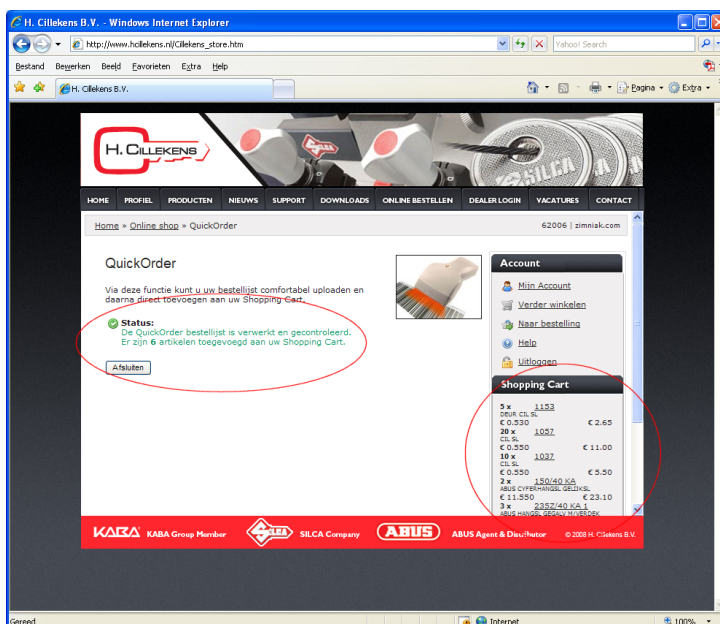 H. Cillekens B.V. - Windows Internet Explorer
http://www.hcillekens.nl/Cillekens_store.htm
Yahoo! Search
Bestand Bewerken Beeld Favorieten Extra Help
H. Cillekens B.V.
Pagina Extra
H. CILLEKENS
SILCA
SILCA
HOME PROFIEL PRODUCTEN NIEUWS SUPPORT DOWNLOADS ONLINE BESTELLEN DEALER LOGIN VACATURES CONTACT
Home » Online shop » QuickOrder
62006 | zimniak.com
QuickOrder
Via deze functie kunt u uw bestellijst comfortabel uploaden en
daarna direct toevoegen aan uw Shopping Cart.
Status:
De QuickOrder bestellijst is verwerkt en gecontroleerd.
Er zijn 6 artikelen toegevoegd aan uw Shopping Cart.
Afsluiten
Account
Mijn Account
Verder winkelen
Naar bestelling
Help
Uitloggen
Shopping Cart
5 x 1153
DEUR CIL SL
€ 0.530 € 2.65
20 x 1057
CIL SL
€ 0.550 € 11.00
10 x 1037
CIL SL
€ 0.550 € 5.50
2 x 150/40 KA
ABUS CYFERHANGSL GELIJKSL
€ 11.550 € 23.10
3 x 235Z/40 KA 1
ABUS HANGSL GEGALV M/VERDEK
KABA KABA Group Member SILCA SILCA Company ABUS ABUS Agent & Distributor © 2008 H. Cillekens B.V.
Gereed Internet 100%